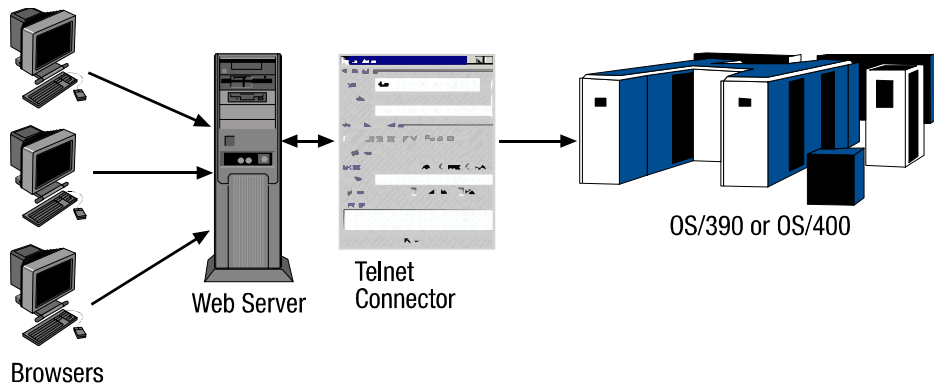 OS/390 or OS/400
Telnet
Connector
Web Server
Browsers